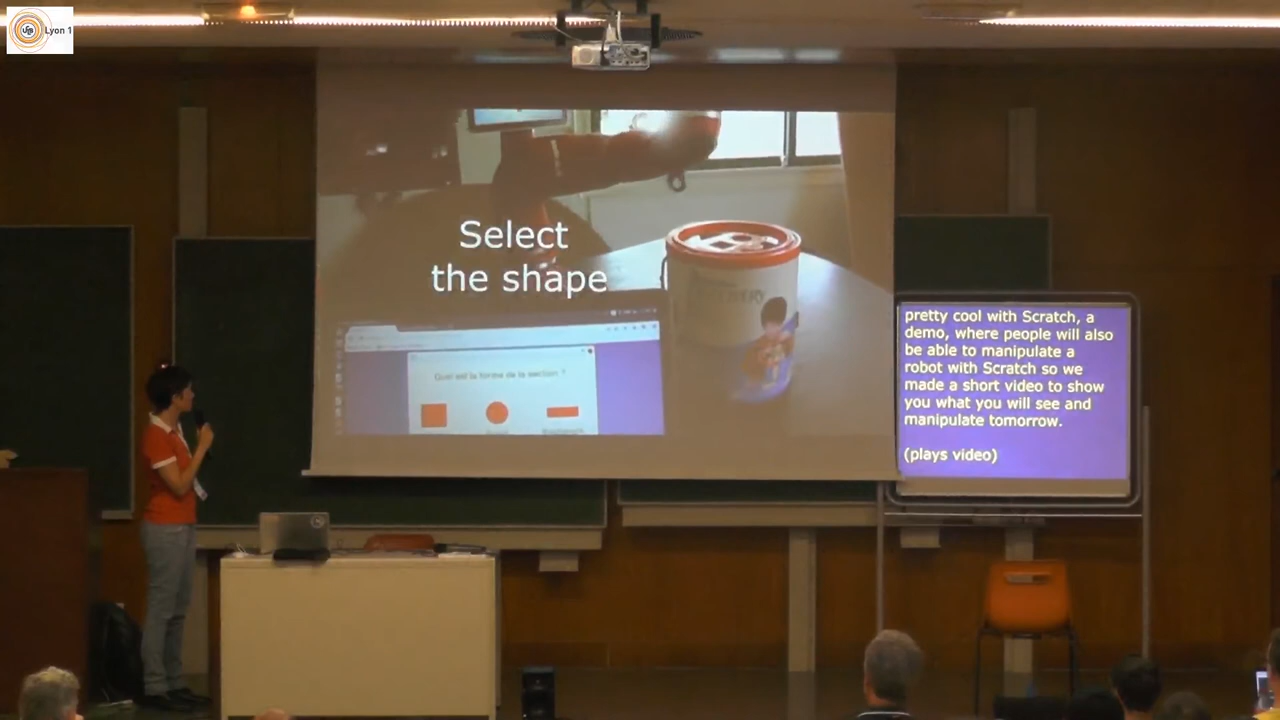 Lyon 1
Select
the shape
Quel est la forme de la section ?
pretty cool with Scratch, a
demo, where people will also
be able to manipulate a
robot with Scratch so we
made a short video to show
you what you will see and
manipulate tomorrow.
(plays video)